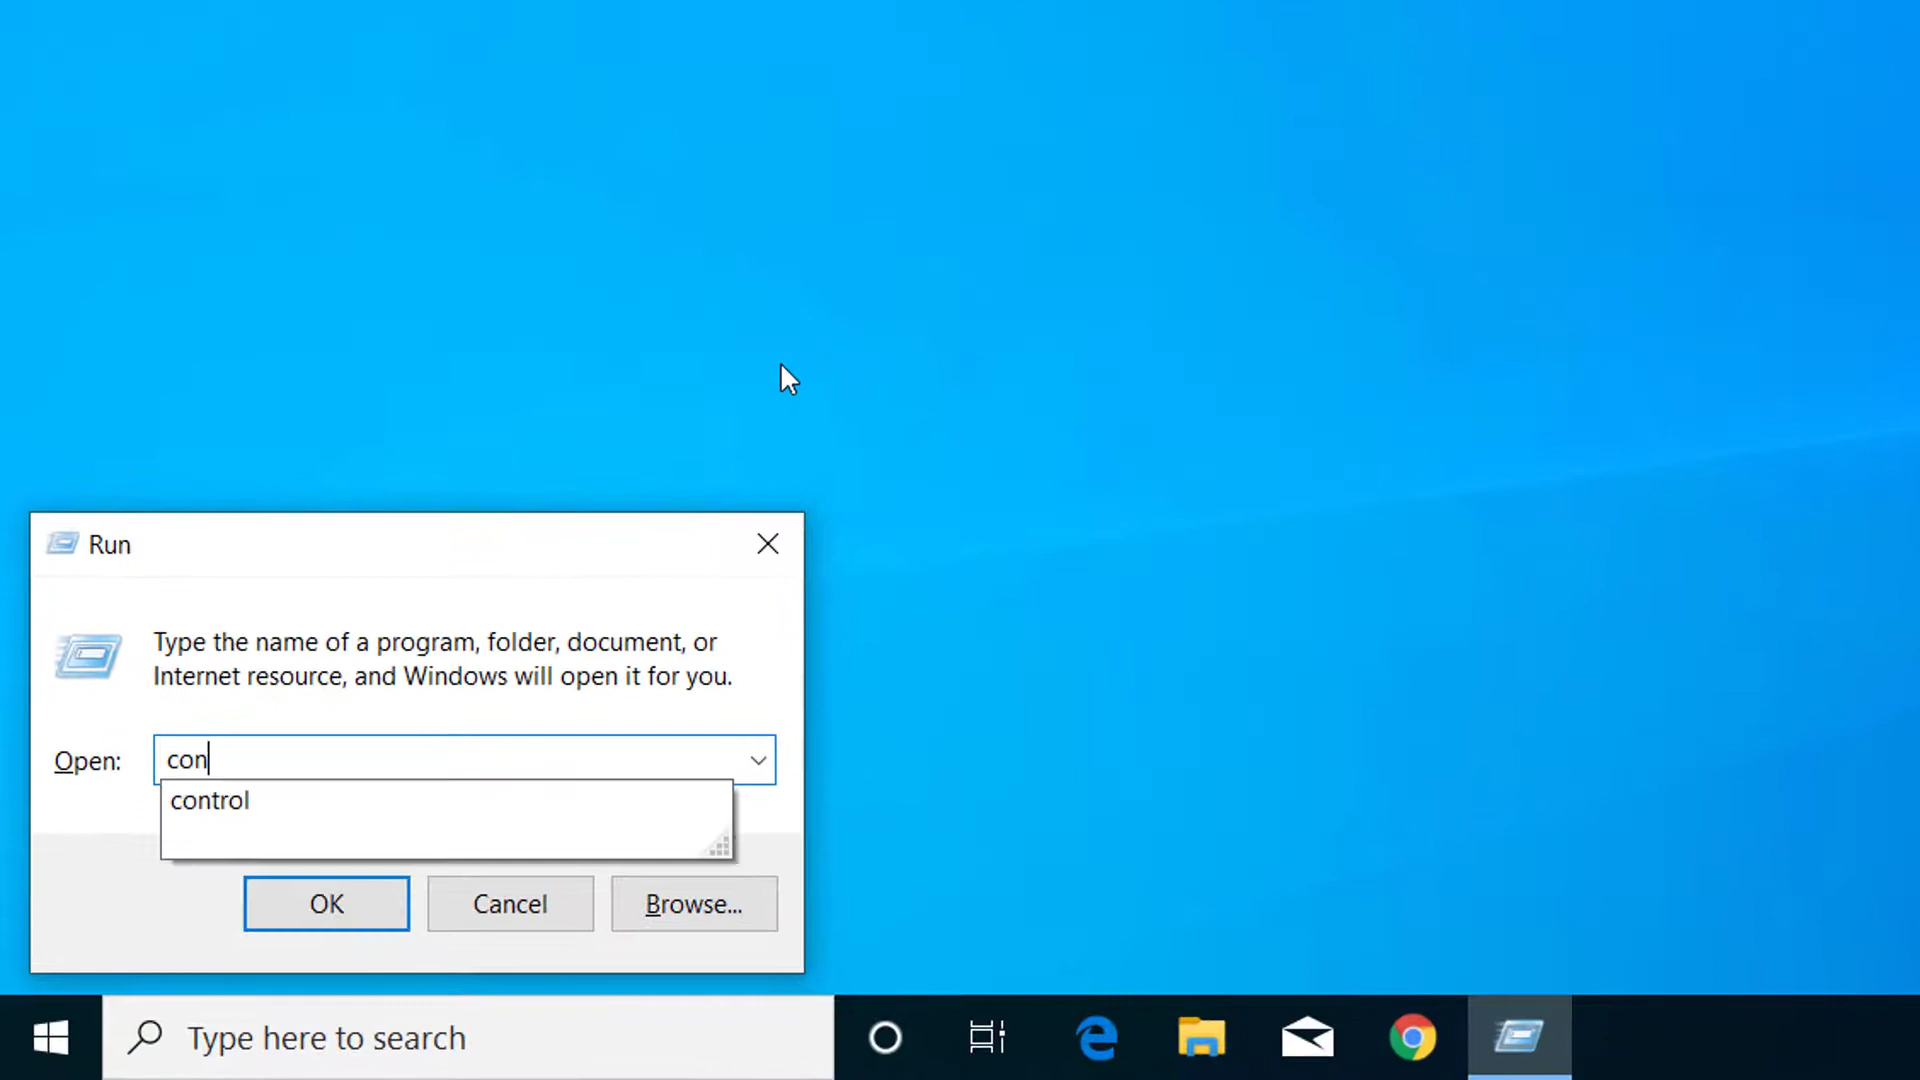 Run
Type the name of a program, folder, document, or
Internet resource, and Windows will open it for you.
Open:
con
control
OK
Cancel
Browse...
Type here to search